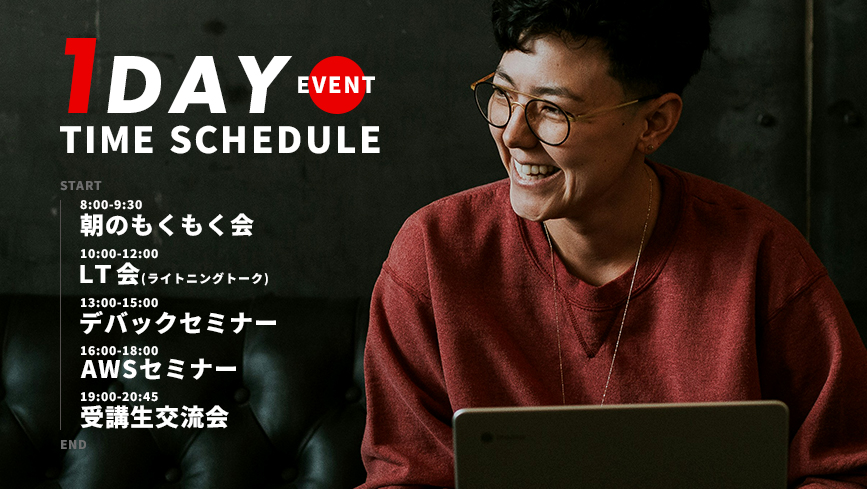 1DAY EVENT
TIME SCHEDULE
START
8:00-9:30
朝のもくもく会
10:00-12:00
LT会(ライトニングトーク)
13:00-15:00
デバックセミナー
16:00-18:00
AWSセミナー
19:00-20:45
受講生交流会
END